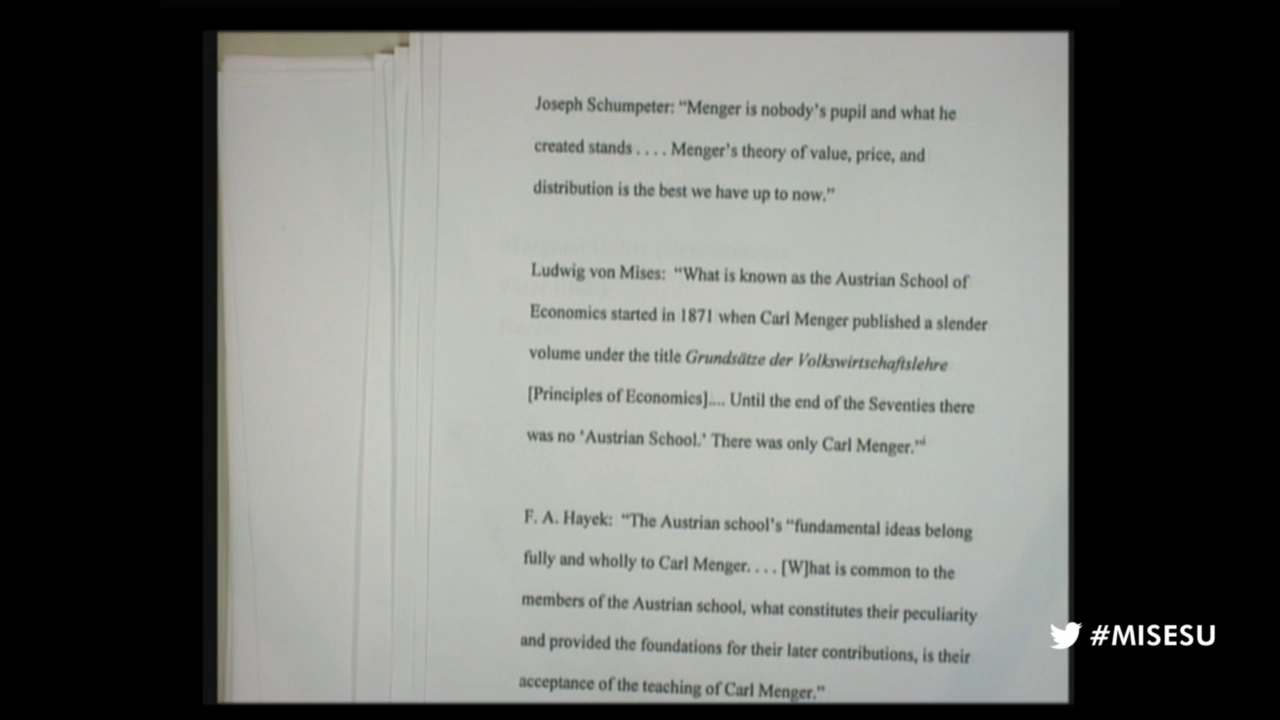 Joseph Schumpeter: “Menger is nobody’s pupil and what he
created stands . . . . Menger’s theory of value, price, and
distribution is the best we have up to now.”
Ludwig von Mises:  “What is known as the Austrian School of
Economics started in 1871 when Carl Menger published a slender
volume under the title Grundsätze der Volkswirtschaftslehre
[Principles of Economics].... Until the end of the Seventies there
was no ‘Austrian School.’ There was only Carl Menger.”i
F. A. Hayek:  “The Austrian school’s “fundamental ideas belong
fully and wholly to Carl Menger. . . . [W]hat is common to the
members of the Austrian school, what constitutes their peculiarity
and provided the foundations for their later contributions, is their
acceptance of the teaching of Carl Menger.”
#MISESU